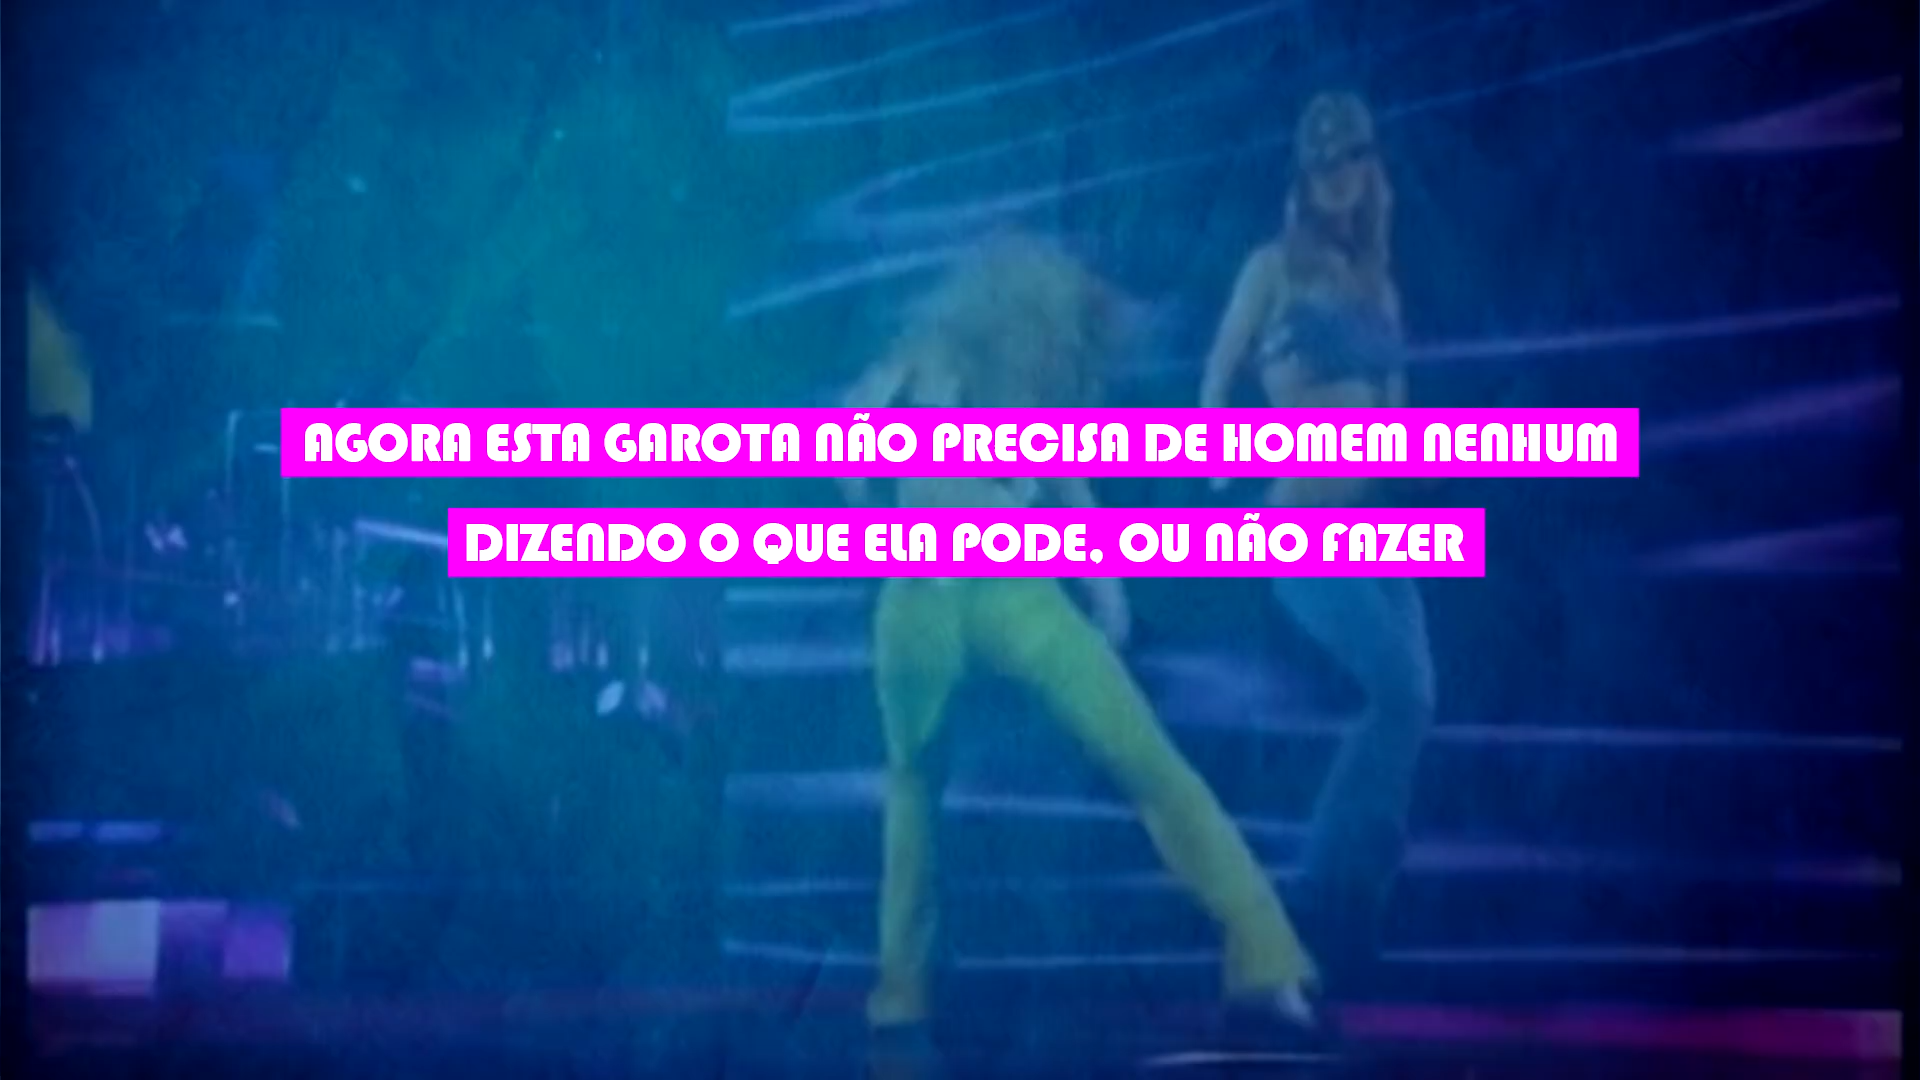 AGORA ESTA GAROTA NÃO PRECISA DE HOMEM NENHUM
DIZENDO O QUE ELA PODE, OU NÃO FAZER